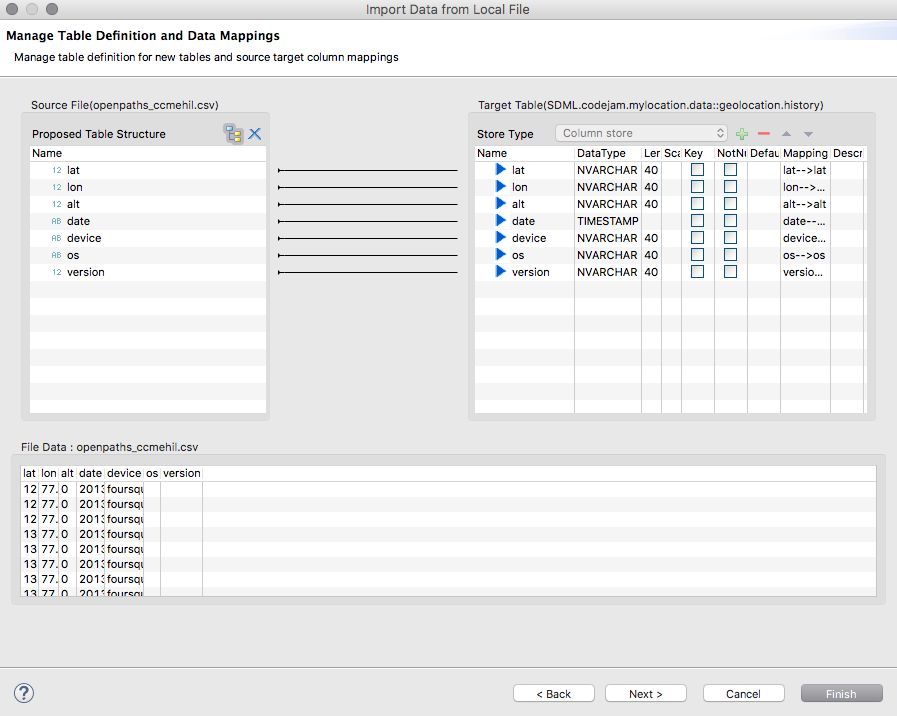 Import Data from Local File
Manage Table Definition and Data Mappings
Manage table definition for new tables and source target column mappings
Source File(openpaths_ccmehil.csv)
Target Table(SDML.codejam.mylocation.data::geolocation.history)
Proposed Table Structure
Store Type Column store
Name
Name DataType Ler Sca Key NotNu Defau Mapping Descr
12 lat
lat NVARCHAR 40 lat-->lat
12 lon
lon NVARCHAR 40 lon-->...
12 alt
alt NVARCHAR 40 alt-->alt
AB date
date TIMESTAMP date--...
AB device
device NVARCHAR 40 device...
AB os
os NVARCHAR 40 os-->os
12 version
version NVARCHAR 40 versio...
File Data : openpaths_ccmehil.csv
lat lon alt date device os version
12 77. 0 2013 foursqu
12 77. 0 2013 foursqu
12 77. 0 2013 foursqu
13 77. 0 2013 foursqu
13 77. 0 2013 foursqu
13 77. 0 2013 foursqu
13 77. 0 2013 foursqu
13 77. 0 2013 foursqu
? < Back Next > Cancel Finish